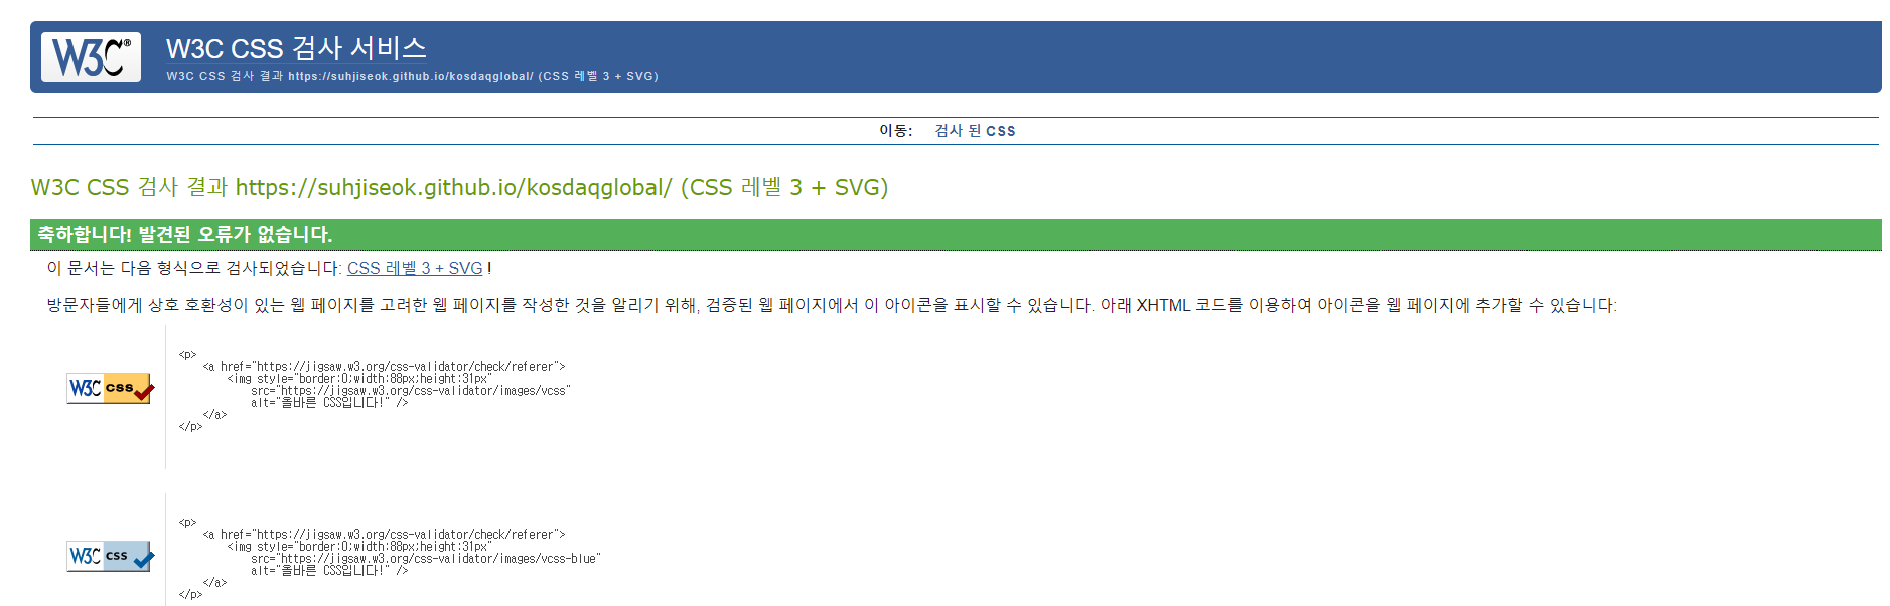 W3C®
W3C CSS 검사 서비스
W3C CSS 검사 결과 https://suhjiseok.github.io/kosdaqglobal/ (CSS 레벨 3 + SVG)
이동: 검사 된 CSS
W3C CSS 검사 결과 https://suhjiseok.github.io/kosdaqglobal/ (CSS 레벨 3 + SVG)
축하합니다! 발견된 오류가 없습니다.
이 문서는 다음 형식으로 검사되었습니다: CSS 레벨 3 + SVG !
방문자들에게 상호 호환성이 있는 웹 페이지를 고려한 웹 페이지를 작성한 것을 알리기 위해, 검증된 웹 페이지에서 이 아이콘을 표시할 수 있습니다. 아래 XHTML 코드를 이용하여 아이콘을 웹 페이지에 추가할 수 있습니다:
W3C css
<p>
<a href="https://jigsaw.w3.org/css-validator/check/referer">
<img style="border:0;width:88px;height:31px"
src="https://jigsaw.w3.org/css-validator/images/vcss"
alt="올바른 CSS입니다!" />
</a>
</p>
W3C css
<p>
<a href="https://jigsaw.w3.org/css-validator/check/referer">
<img style="border:0;width:88px;height:31px"
src="https://jigsaw.w3.org/css-validator/images/vcss-blue"
alt="올바른 CSS입니다!" />
</a>
</p>